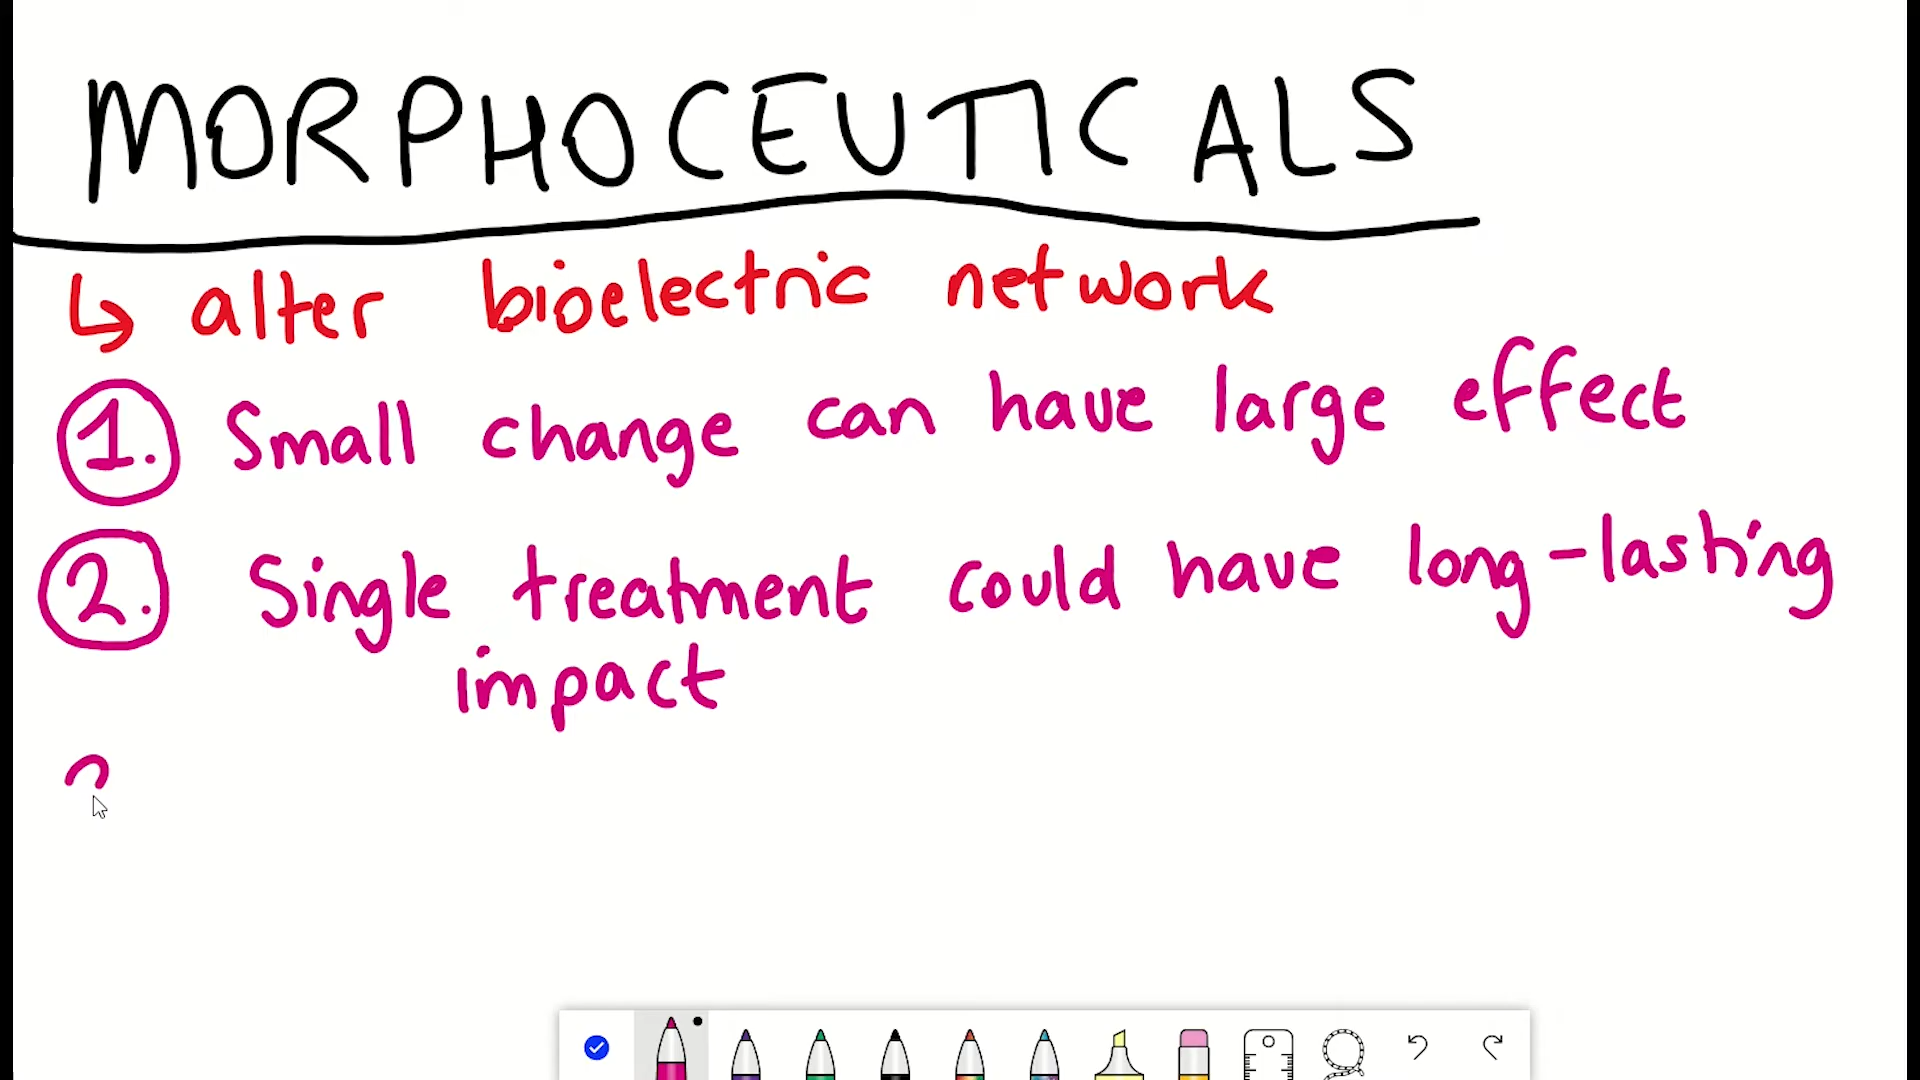 MORPHOCEUTICALS
↳ alter bioelectric network
1. Small change can have large effect
2. Single treatment could have long-lasting
impact